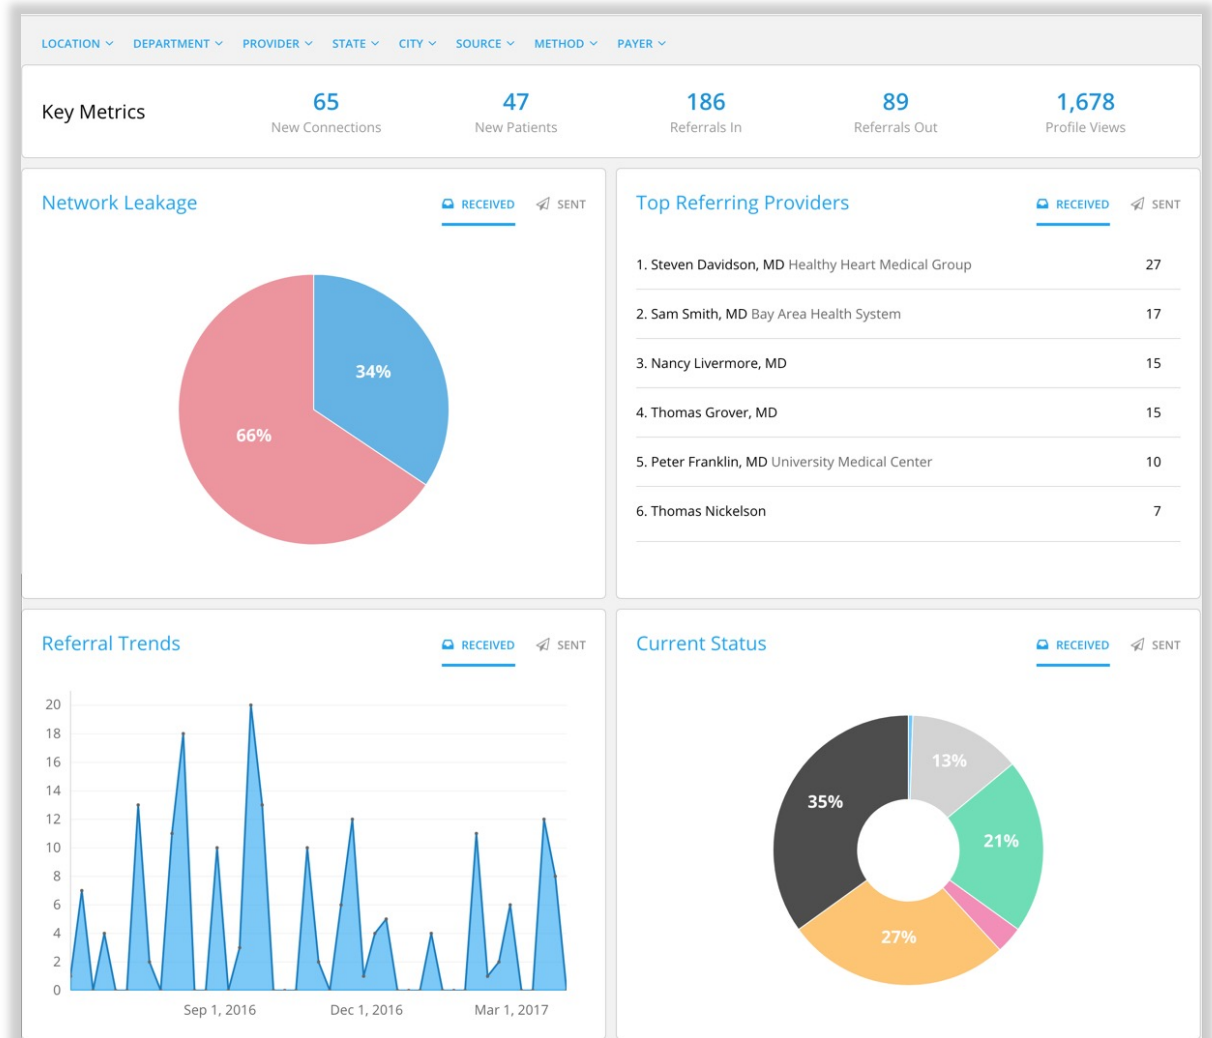 LOCATION DEPARTMENT PROVIDER STATE CITY SOURCE METHOD PAYER
Key Metrics
65 47 186 89 1,678
New Connections New Patients Referrals In Referrals Out Profile Views
Network Leakage RECEIVED SENT
34%
66%
Top Referring Providers RECEIVED SENT
1. Steven Davidson, MD Healthy Heart Medical Group 27
2. Sam Smith, MD Bay Area Health System 17
3. Nancy Livermore, MD 15
4. Thomas Grover, MD 15
5. Peter Franklin, MD University Medical Center 10
6. Thomas Nickelson 7
Referral Trends RECEIVED SENT
20
18
16
14
12
10
8
6
4
2
0
Sep 1, 2016 Dec 1, 2016 Mar 1, 2017
Current Status RECEIVED SENT
13%
35%
21%
27%